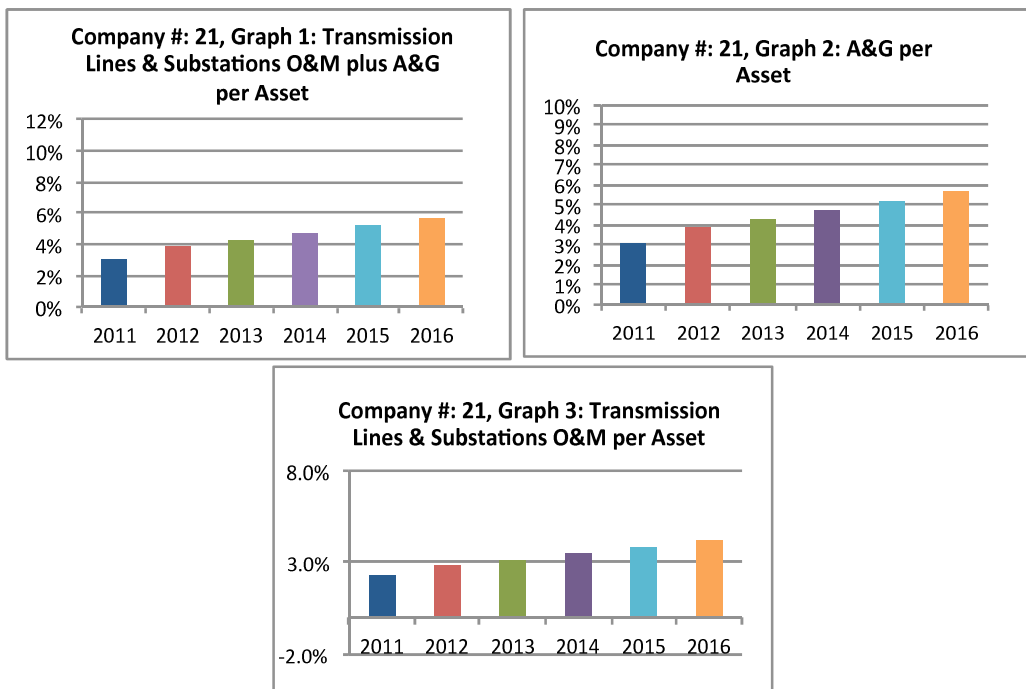 Company #: 21, Graph 1: Transmission
Lines & Substations O&M plus A&G
per Asset
12%
10%
8%
6%
4%
2%
0%
2011 2012 2013 2014 2015 2016
Company #: 21, Graph 2: A&G per
Asset
10%
9%
8%
7%
6%
5%
4%
3%
2%
1%
0%
2011 2012 2013 2014 2015 2016
Company #: 21, Graph 3: Transmission
Lines & Substations O&M per Asset
8.0%
3.0%
-2.0%
2011 2012 2013 2014 2015 2016